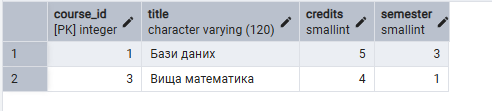 course_id title credits semester
[PK] integer character varying (120) smallint smallint
1 1 Бази даних 5 3
2 3 Вища математика 4 1